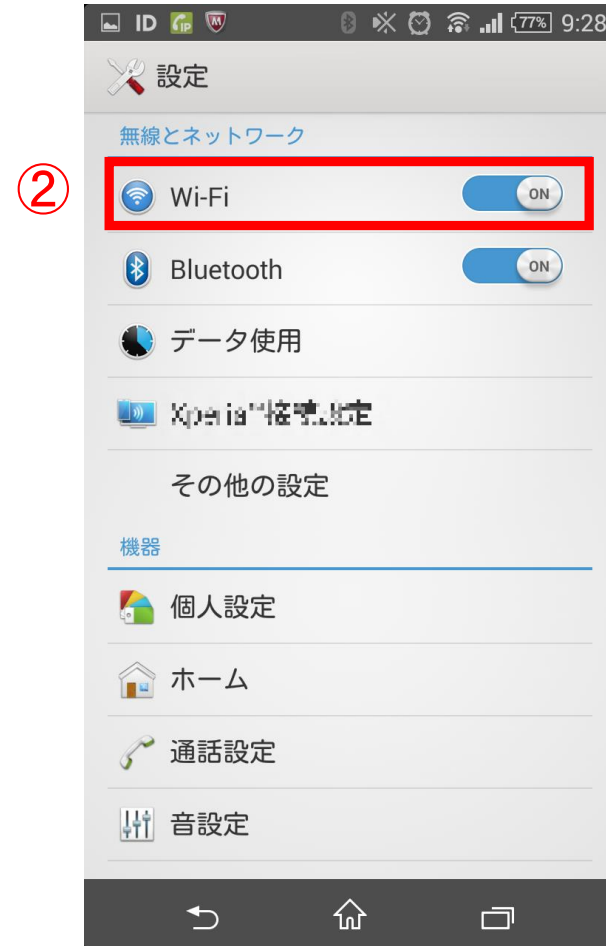 ID 77% 9:28
設定
無線とネットワーク
②
Wi-Fi ON
Bluetooth ON
データ使用
その他の設定
機器
個人設定
ホーム
通話設定
音設定